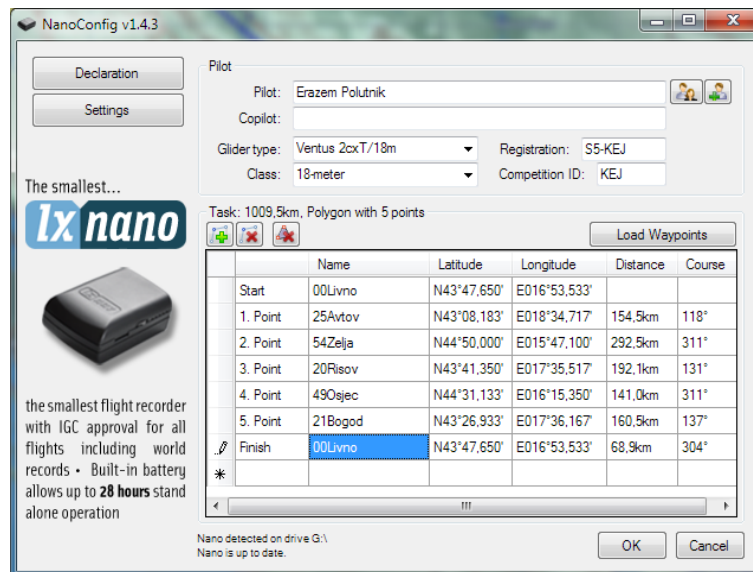 NanoConfig v1.4.3
Declaration
Settings
The smallest...
lx nano
the smallest flight recorder
with IGC approval for all
flights including world
records • Built-in battery
allows up to 28 hours stand
alone operation
Pilot
Pilot: Erazem Polutnik
Copilot:
Glider type: Ventus 2cxT/18m Registration: S5-KEJ
Class: 18-meter Competition ID: KEJ
Task: 1009,5km, Polygon with 5 points
Load Waypoints
Name Latitude Longitude Distance Course
Start 00Livno N43°47,650' E016°53,533'
1. Point 25Avtov N43°08,183' E018°34,717' 154,5km 118°
2. Point 54Zelja N44°50,000' E015°47,100' 292,5km 311°
3. Point 20Risov N43°41,350' E017°35,517' 192,1km 131°
4. Point 49Osjec N44°31,133' E016°15,350' 141,0km 311°
5. Point 21Bogod N43°26,933' E017°36,167' 160,5km 137°
Finish 00Livno N43°47,650' E016°53,533' 68,9km 304°
Nano detected on drive G:\
Nano is up to date.
OK Cancel